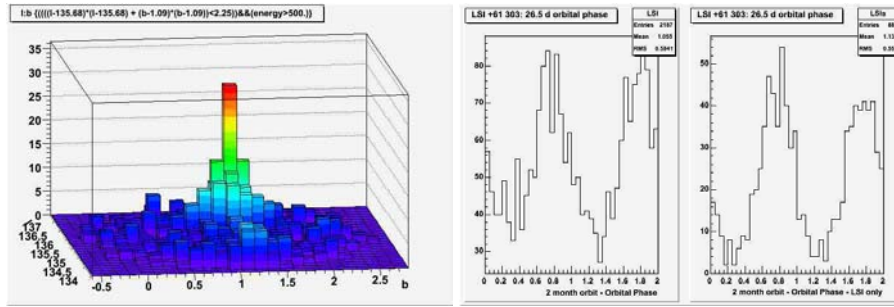 l:b {(((l-135.68)*(l-135.68) + (b-1.09)*(b-1.09))<2.25)&&(energy>500.)}
35
30
25
20
15
10
5
0
137
136.5
136
135.5
135
134.5
134
-0.5 0 0.5 1 1.5 2 2.5 b
LSI +61 303: 26.5 d orbital phase
LSI
Entries 2187
Mean 1.055
RMS 0.5941
80
70
60
50
40
30
0 0.2 0.4 0.6 0.8 1 1.2 1.4 1.6 1.8 2
2 month orbit - Orbital Phase
LSI +61 303: 26.5 d orbital phase
LSIs
Entries
Mean 1.13
RMS
50
40
30
20
10
0
0 0.2 0.4 0.6 0.8 1 1.2 1.4 1.6 1.8 2
2 month orbit - Orbital Phase - LSI only